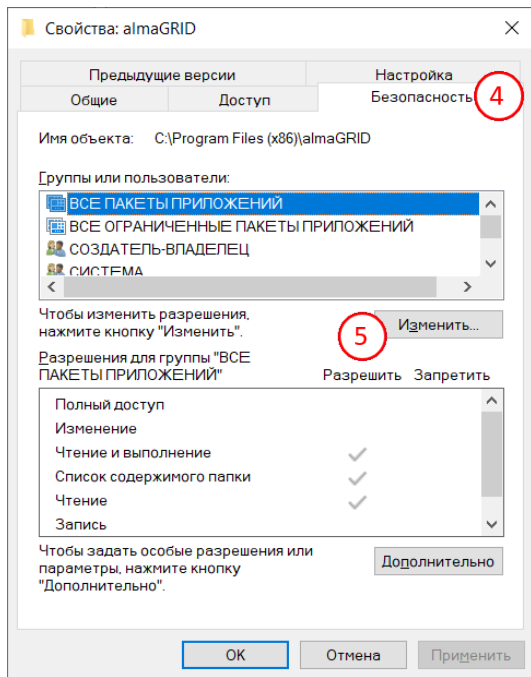 Свойства: almaGRID
Предыдущие версии Настройка
Общие Доступ Безопасность 4
Имя объекта: C:\Program Files (x86)\almaGRID
Группы или пользователи:
ВСЕ ПАКЕТЫ ПРИЛОЖЕНИЙ
ВСЕ ОГРАНИЧЕННЫЕ ПАКЕТЫ ПРИЛОЖЕНИЙ
СОЗДАТЕЛЬ-ВЛАДЕЛЕЦ
СИСТЕМА
Чтобы изменить разрешения,
нажмите кнопку "Изменить".
5 Изменить...
Разрешения для группы "ВСЕ
ПАКЕТЫ ПРИЛОЖЕНИЙ" Разрешить Запретить
Полный доступ
Изменение
Чтение и выполнение
Список содержимого папки
Чтение
Запись
Чтобы задать особые разрешения или
параметры, нажмите кнопку
"Дополнительно".
Дополнительно
OK Отмена Применить